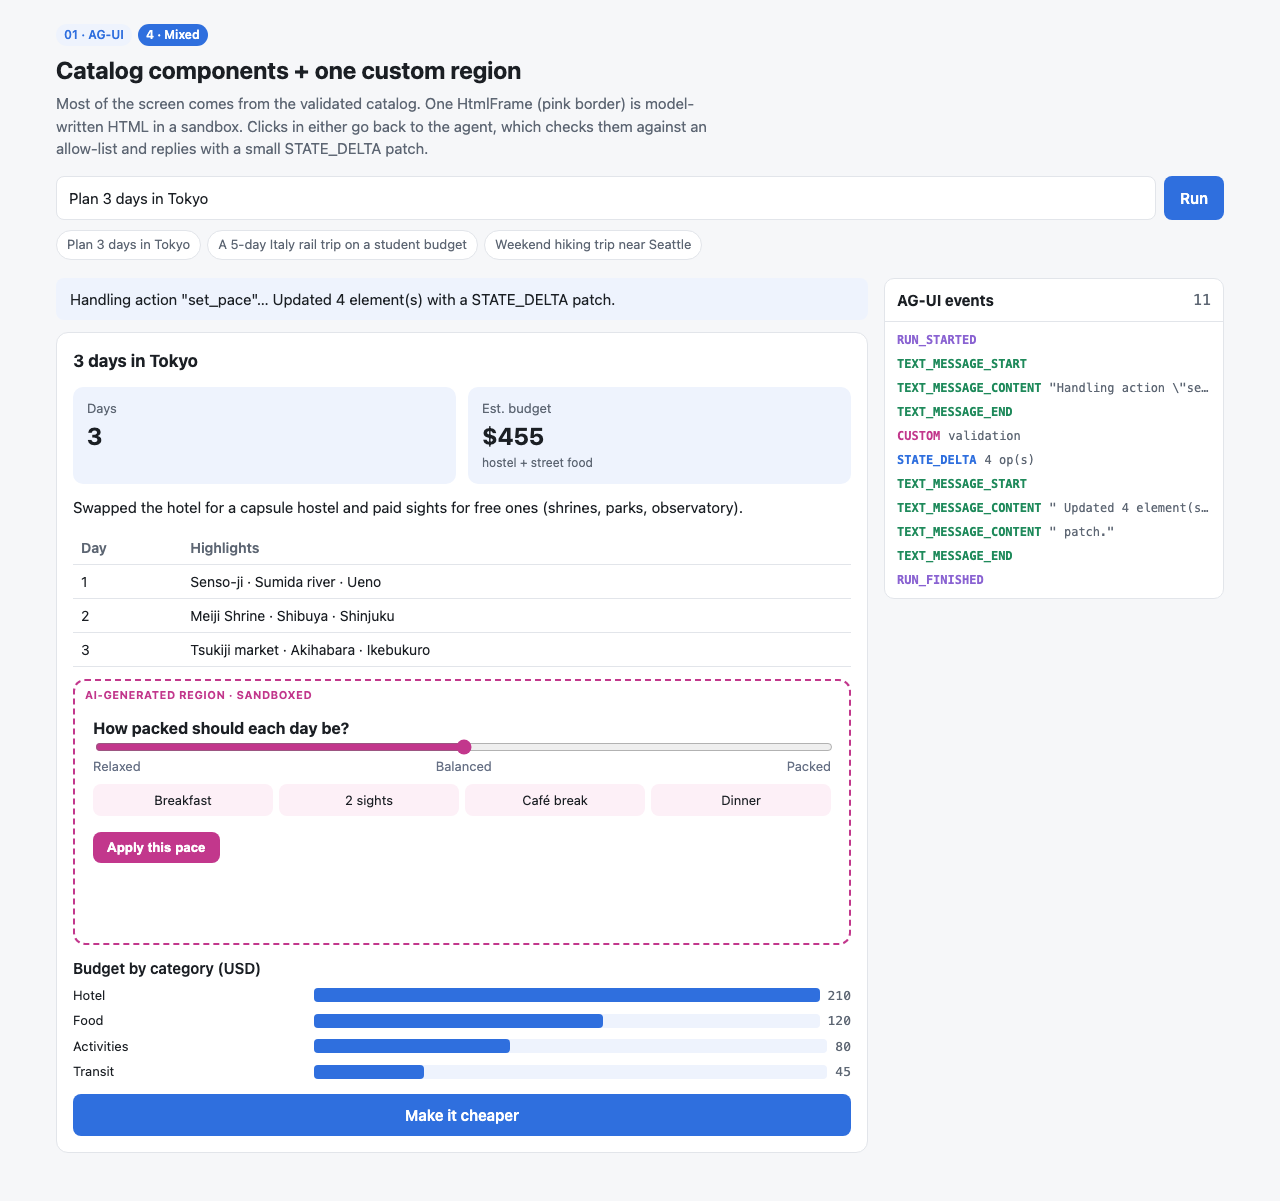 01 · AG-UI
4 · Mixed
Catalog components + one custom region
Most of the screen comes from the validated catalog. One HtmlFrame (pink border) is model-
written HTML in a sandbox. Clicks in either go back to the agent, which checks them against an
allow-list and replies with a small STATE_DELTA patch.
Plan 3 days in Tokyo
Run
Plan 3 days in Tokyo
A 5-day Italy rail trip on a student budget
Weekend hiking trip near Seattle
Handling action "set_pace"... Updated 4 element(s) with a STATE_DELTA patch.
3 days in Tokyo
Days
3
Est. budget
$455
hostel + street food
Swapped the hotel for a capsule hostel and paid sights for free ones (shrines, parks, observatory).
Day Highlights
1 Senso-ji · Sumida river · Ueno
2 Meiji Shrine · Shibuya · Shinjuku
3 Tsukiji market · Akihabara · Ikebukuro
AI-GENERATED REGION · SANDBOXED
How packed should each day be?
Relaxed Balanced Packed
Breakfast 2 sights Café break Dinner
Apply this pace
Budget by category (USD)
Hotel 210
Food 120
Activities 80
Transit 45
Make it cheaper
AG-UI events 11
RUN_STARTED
TEXT_MESSAGE_START
TEXT_MESSAGE_CONTENT "Handling action \"se…
TEXT_MESSAGE_END
CUSTOM validation
STATE_DELTA 4 op(s)
TEXT_MESSAGE_START
TEXT_MESSAGE_CONTENT " Updated 4 element(s…
TEXT_MESSAGE_CONTENT " patch."
TEXT_MESSAGE_END
RUN_FINISHED